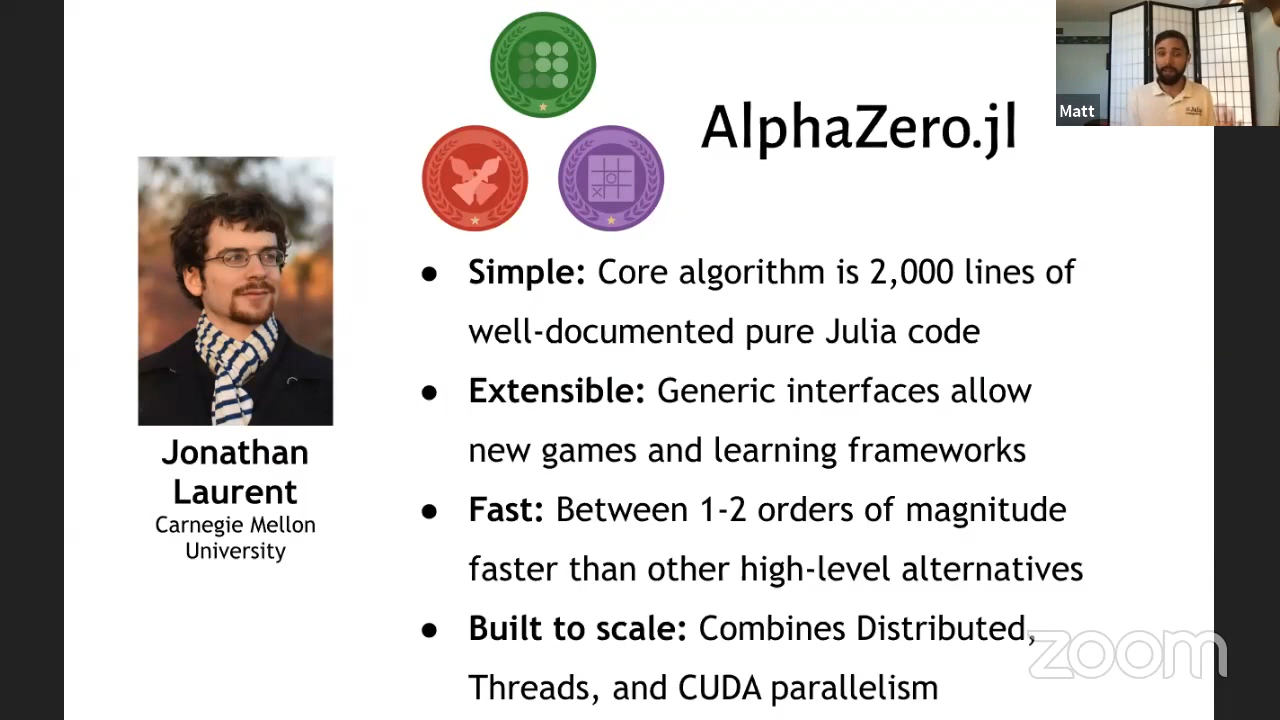 AlphaZero.jl
Matt
Jonathan
Laurent
Carnegie Mellon
University
● Simple: Core algorithm is 2,000 lines of
well-documented pure Julia code
● Extensible: Generic interfaces allow
new games and learning frameworks
● Fast: Between 1-2 orders of magnitude
faster than other high-level alternatives
● Built to scale: Combines Distributed,
Threads, and CUDA parallelism
zoom